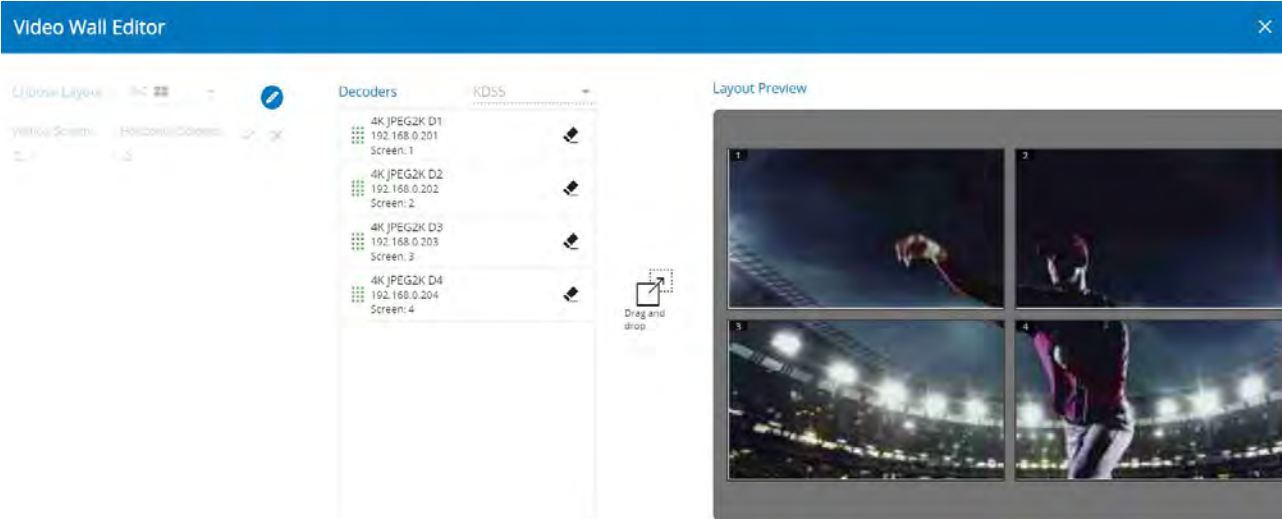 Video Wall Editor
Choose Layout
Decoders
KDS5
Layout Preview
4K JPEG2K D1
192.168.0.201
Screen: 1
4K JPEG2K D2
192.168.0.202
Screen: 2
4K JPEG2K D3
192.168.0.203
Screen: 3
4K JPEG2K D4
192.168.0.204
Screen: 4
Drag and
drop
1
2
3
4